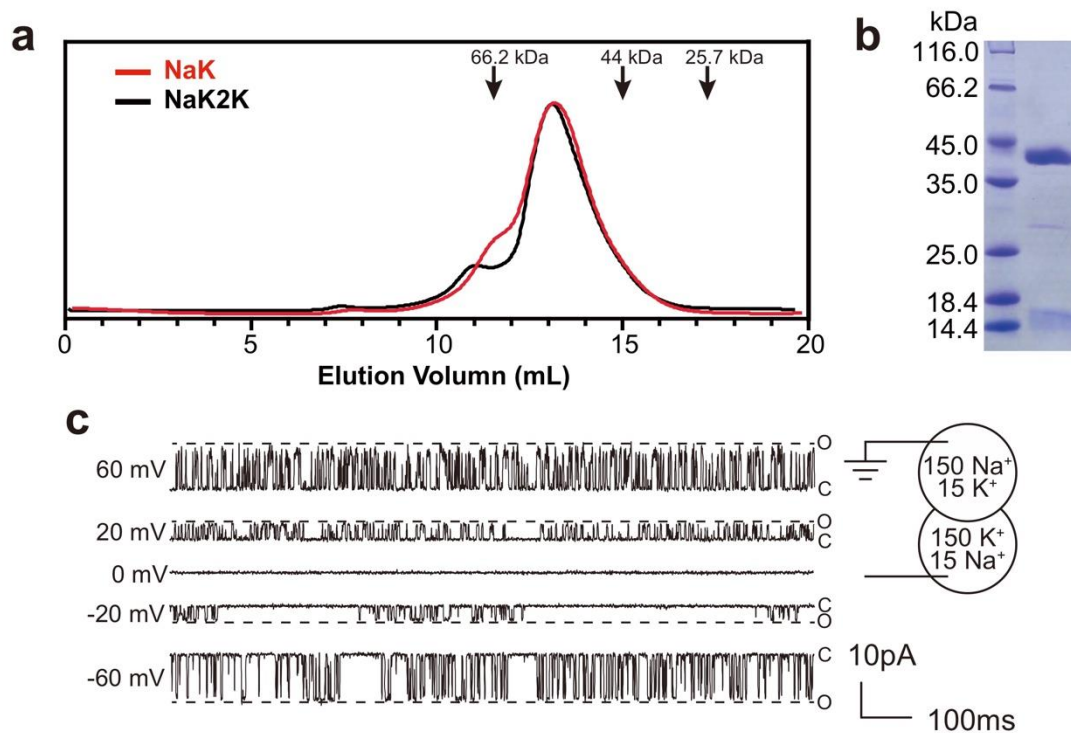 a
NaK
NaK2K
66.2 kDa
44 kDa
25.7 kDa
0
5
10
15
20
Elution Volumn (mL)
b
kDa
116.0
66.2
45.0
35.0
25.0
18.4
14.4
c
60 mV
O
C
20 mV
O
C
0 mV
-20 mV
C
O
-60 mV
C
O
150 Na⁺
15 K⁺
150 K⁺
15 Na⁺
10pA
100ms